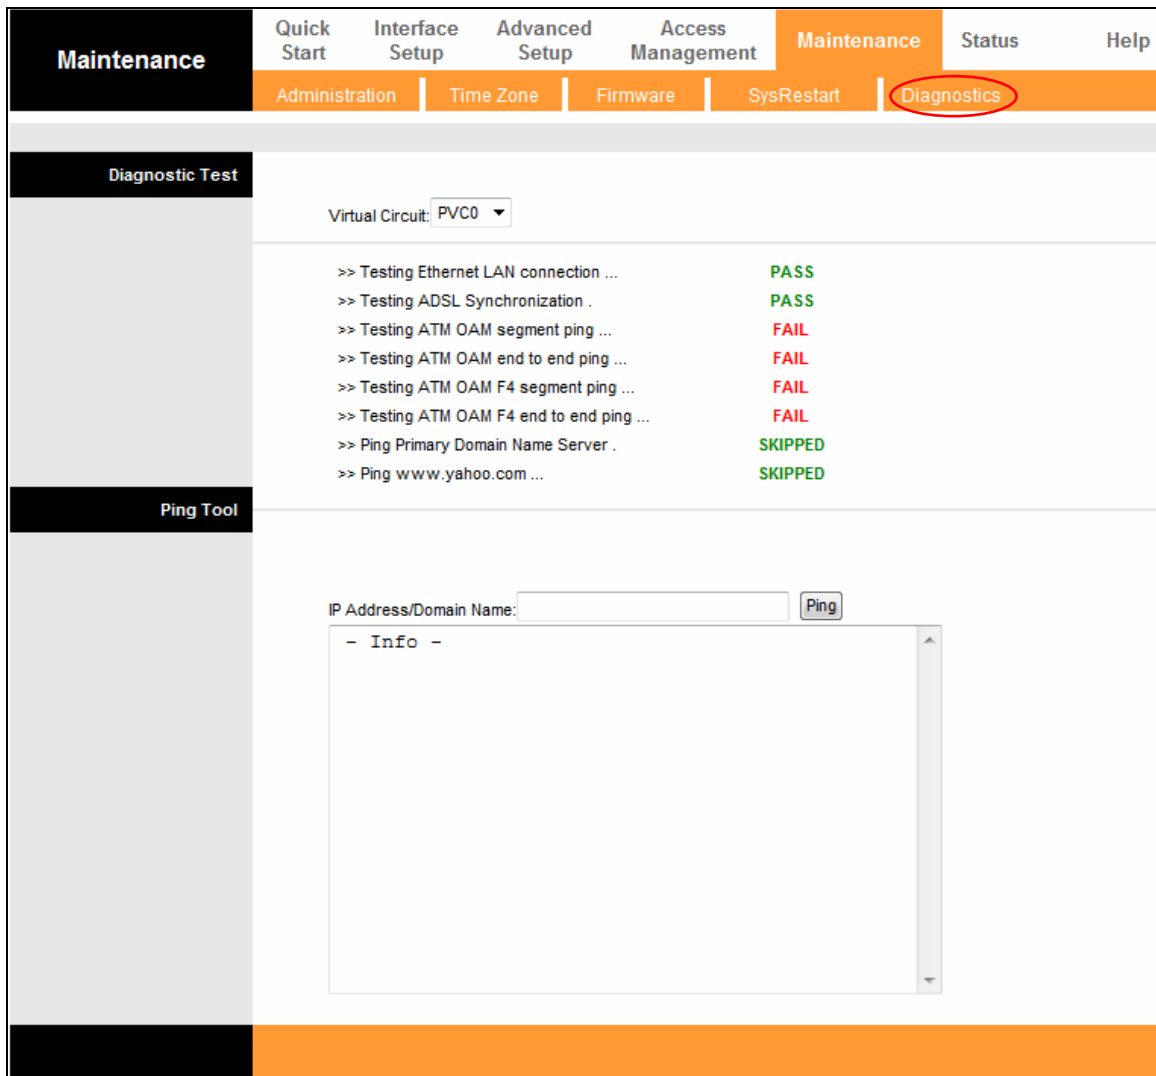 Maintenance
Quick Start
Interface Setup
Advanced Setup
Access Management
Maintenance
Status
Help
Administration
Time Zone
Firmware
SysRestart
Diagnostics
Diagnostic Test
Virtual Circuit: PVC0
>> Testing Ethernet LAN connection ... PASS
>> Testing ADSL Synchronization . PASS
>> Testing ATM OAM segment ping ... FAIL
>> Testing ATM OAM end to end ping ... FAIL
>> Testing ATM OAM F4 segment ping ... FAIL
>> Testing ATM OAM F4 end to end ping ... FAIL
>> Ping Primary Domain Name Server . SKIPPED
>> Ping www.yahoo.com ... SKIPPED
Ping Tool
IP Address/Domain Name: Ping
- Info -